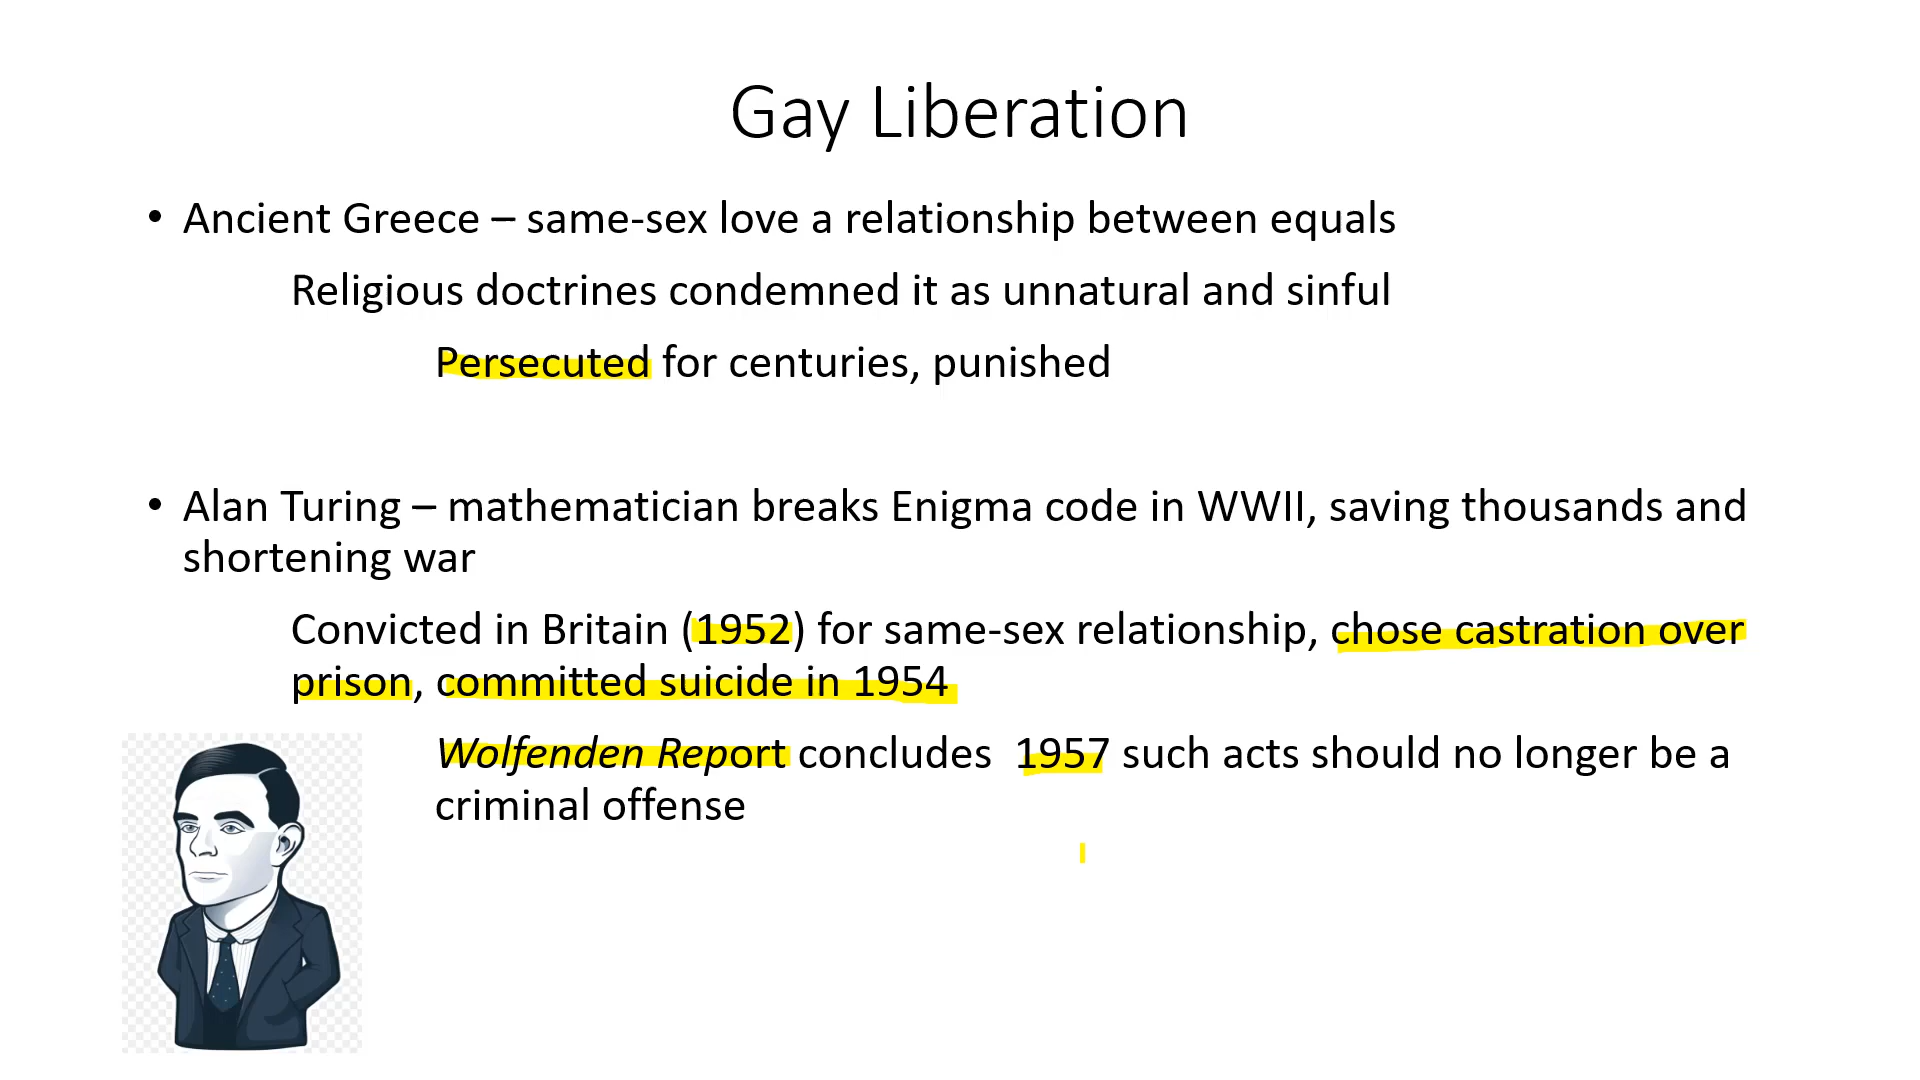 Gay Liberation
• Ancient Greece – same-sex love a relationship between equals
Religious doctrines condemned it as unnatural and sinful
Persecuted for centuries, punished
• Alan Turing – mathematician breaks Enigma code in WWII, saving thousands and
shortening war
Convicted in Britain (1952) for same-sex relationship, chose castration over
prison, committed suicide in 1954
Wolfenden Report concludes  1957 such acts should no longer be a
criminal offense